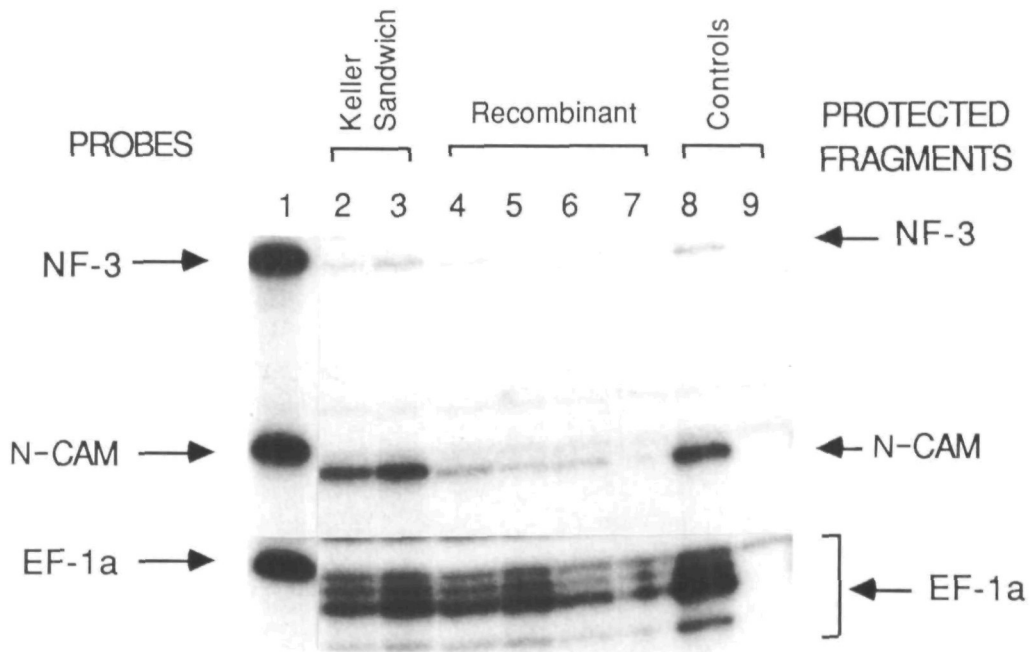 Keller
Sandwich
Recombinant
Controls
PROBES
PROTECTED
FRAGMENTS
1 2 3 4 5 6 7 8 9
NF-3
NF-3
N-CAM
N-CAM
EF-1a
EF-1a